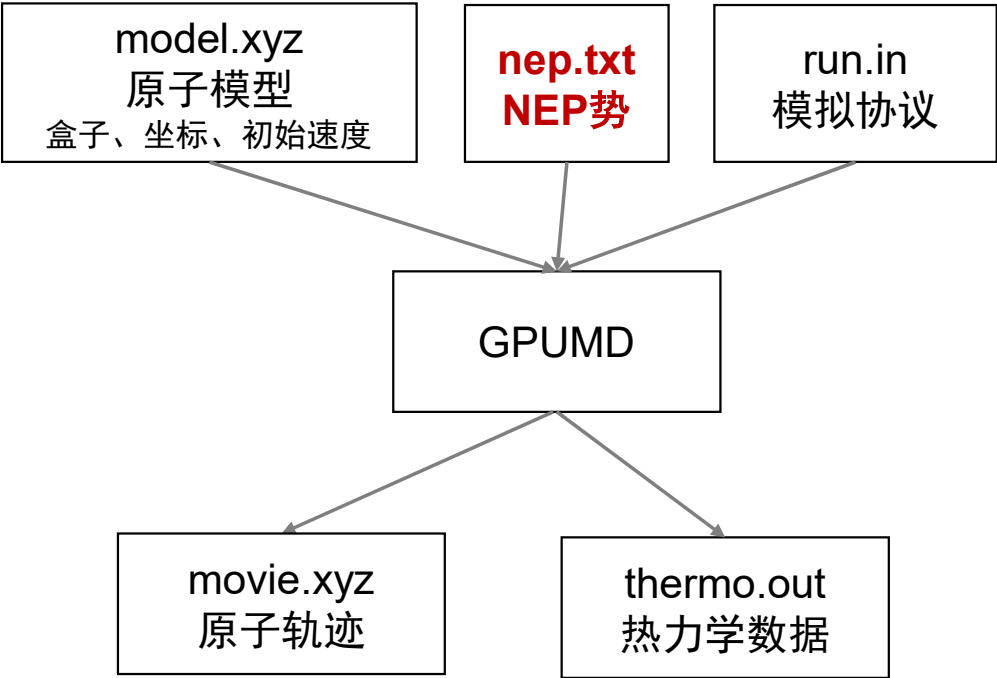 model.xyz
原子模型
盒子、坐标、初始速度
nep.txt
NEP势
run.in
模拟协议
GPUMD
movie.xyz
原子轨迹
thermo.out
热力学数据